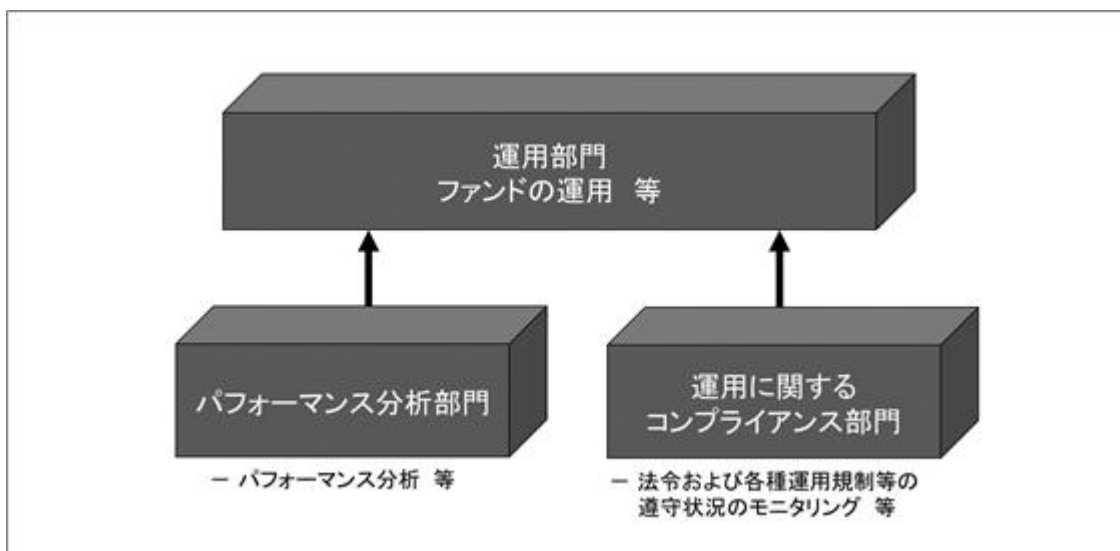 運用部門
ファンドの運用 等
パフォーマンス分析部門
- パフォーマンス分析 等
運用に関する
コンプライアンス部門
- 法令および各種運用規制等の
遵守状況のモニタリング 等